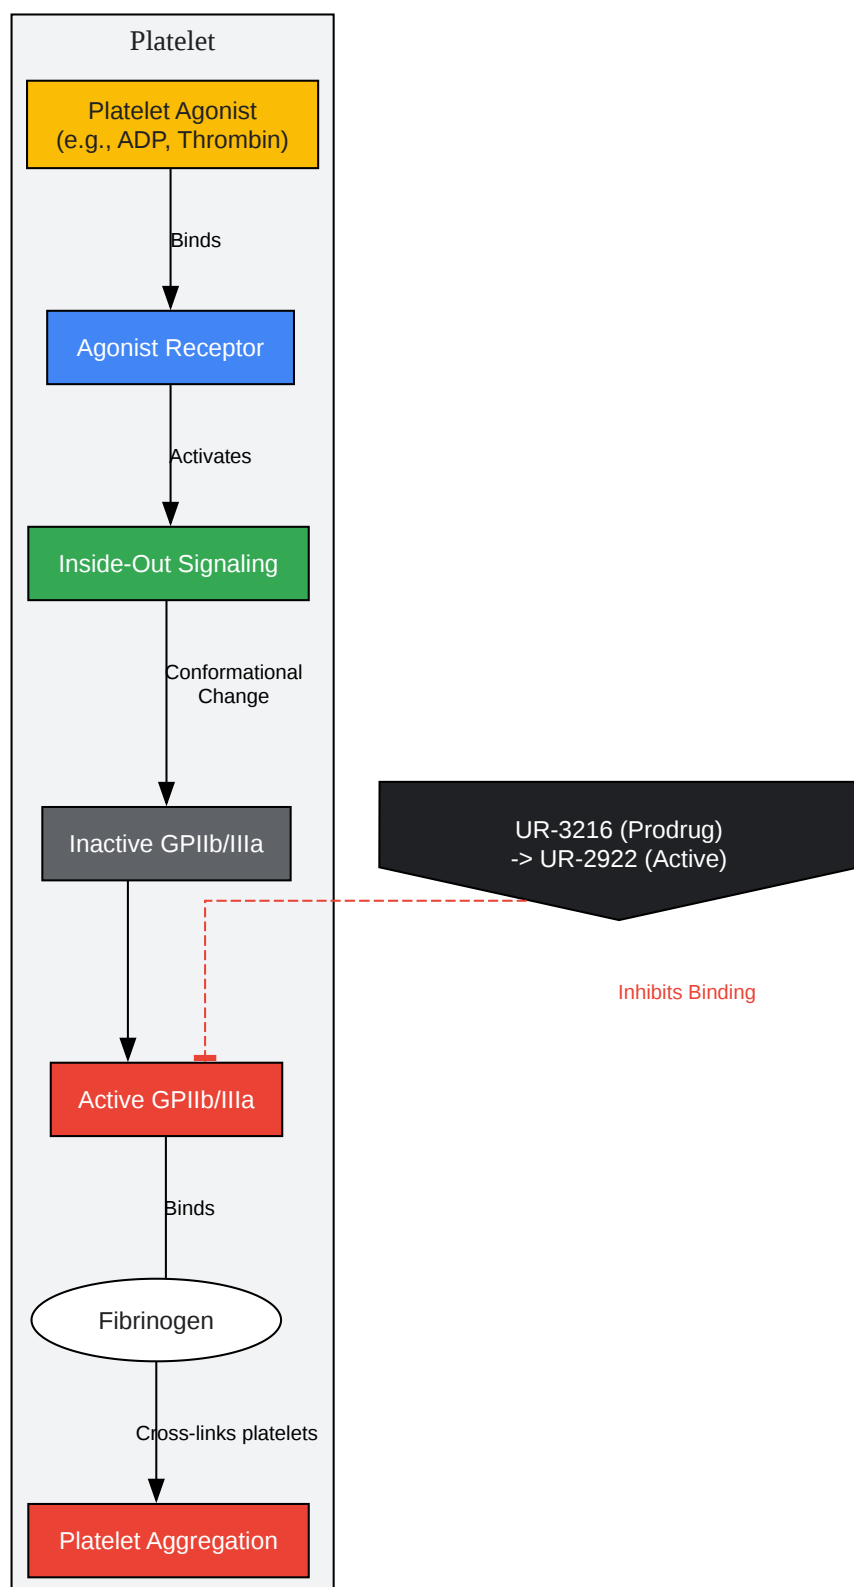 Platelet
Platelet Agonist
(e.g., ADP, Thrombin)
Binds
Agonist Receptor
Activates
Inside-Out Signaling
Conformational
Change
Inactive GPIIb/IIIa
UR-3216 (Prodrug)
-> UR-2922 (Active)
Inhibits Binding
Active GPIIb/IIIa
Binds
Fibrinogen
Cross-links platelets
Platelet Aggregation